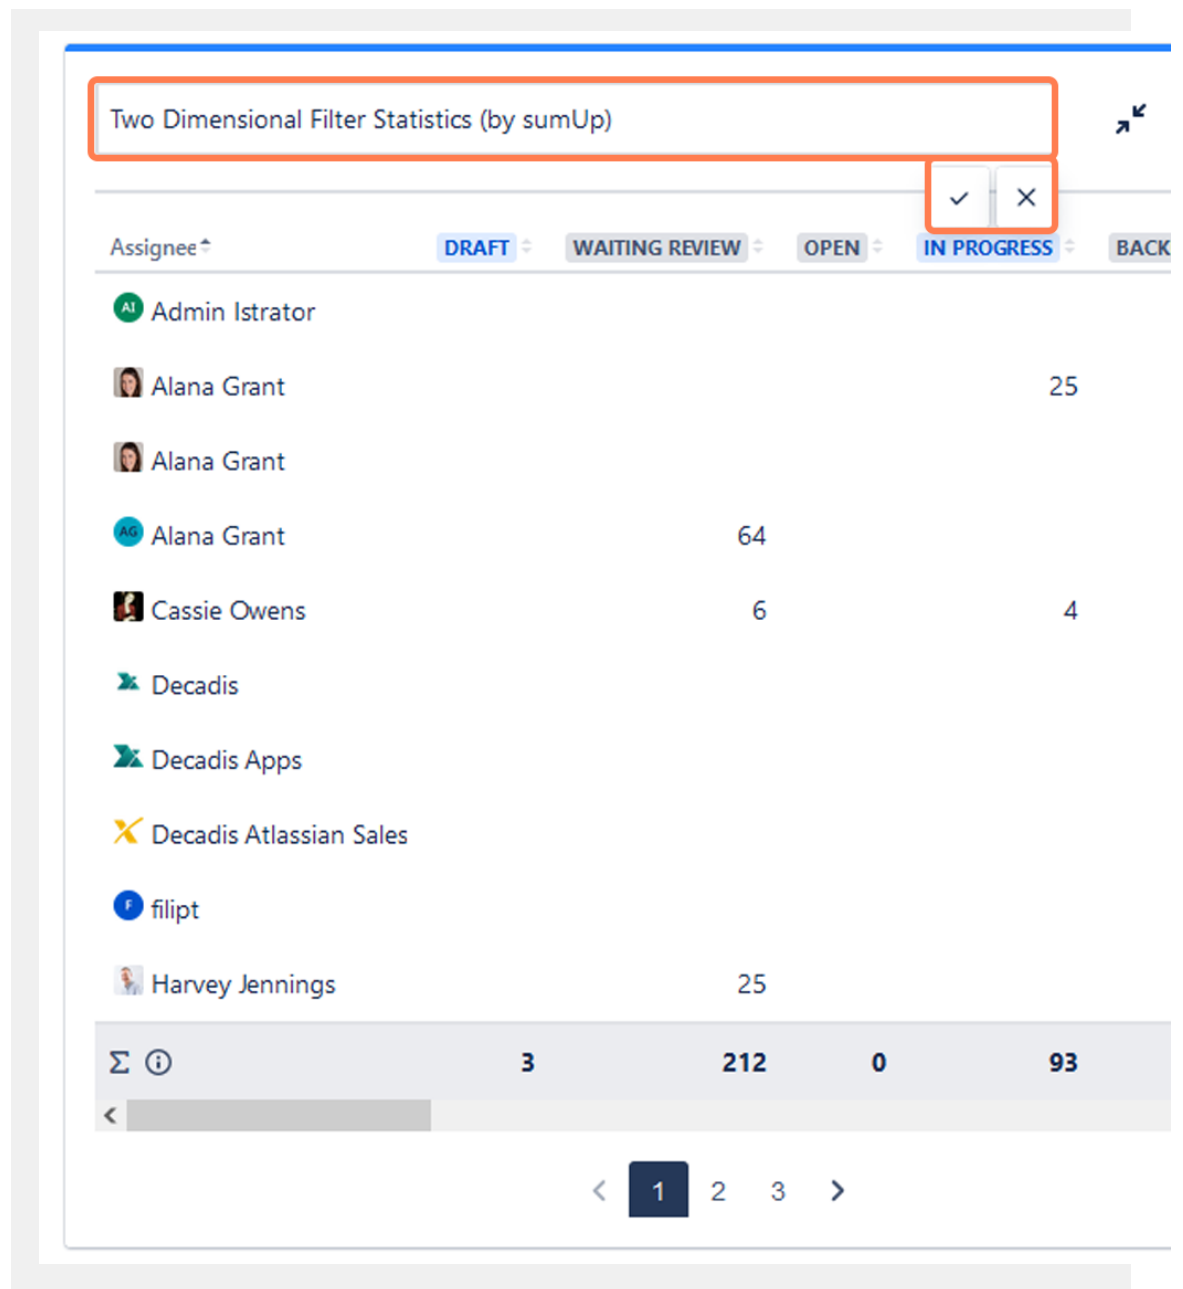 Two Dimensional Filter Statistics (by sumUp)
Assignee DRAFT WAITING REVIEW OPEN IN PROGRESS BACK
AI Admin Istrator
Alana Grant 25
Alana Grant
AG Alana Grant 64
Cassie Owens 6 4
Decadis
Decadis Apps
Decadis Atlassian Sales
F filipt
Harvey Jennings 25
Σ 3 212 0 93
1 2 3